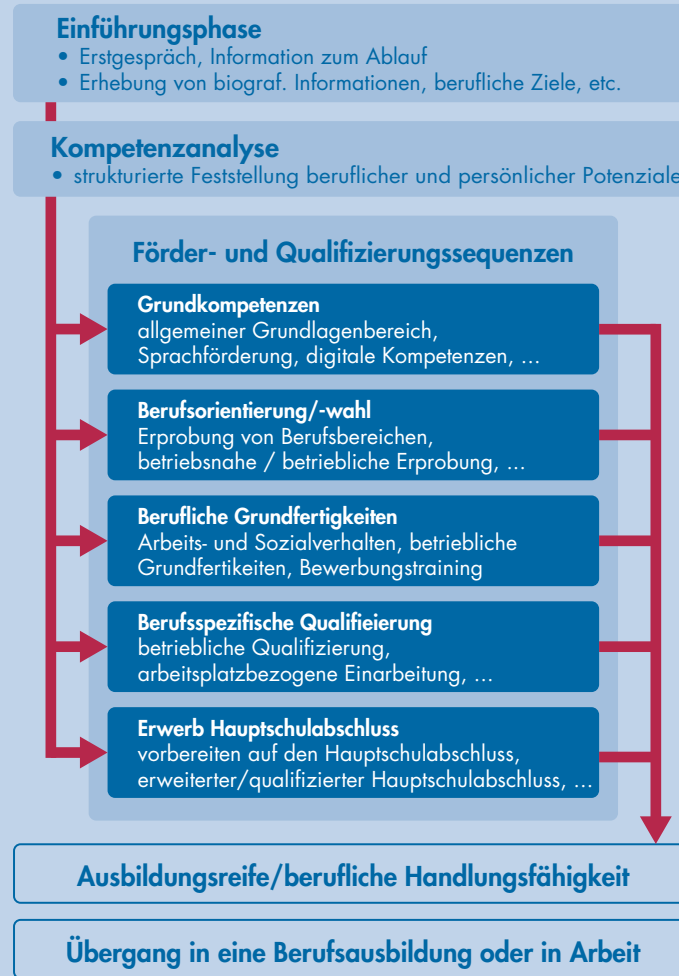 Einführungsphase
• Erstgespräch, Information zum Ablauf
• Erhebung von biograf. Informationen, berufliche Ziele, etc.
Kompetenzanalyse
• strukturierte Feststellung beruflicher und persönlicher Potenziale
Förder- und Qualifizierungssequenzen
Grundkompetenzen
allgemeiner Grundlagenbereich,
Sprachförderung, digitale Kompetenzen, ...
Berufsorientierung/-wahl
Erprobung von Berufsbereichen,
betriebsnahe / betriebliche Erprobung, ...
Berufliche Grundfertigkeiten
Arbeits- und Sozialverhalten, betriebliche
Grundfertikeiten, Bewerbungstraining
Berufsspezifische Qualifieierung
betriebliche Qualifizierung,
arbeitsplatzbezogene Einarbeitung, ...
Erwerb Hauptschulabschluss
vorbereiten auf den Hauptschulabschluss,
erweiterter/qualifizierter Hauptschulabschluss, ...
Ausbildungsreife/berufliche Handlungsfähigkeit
Übergang in eine Berufsausbildung oder in Arbeit